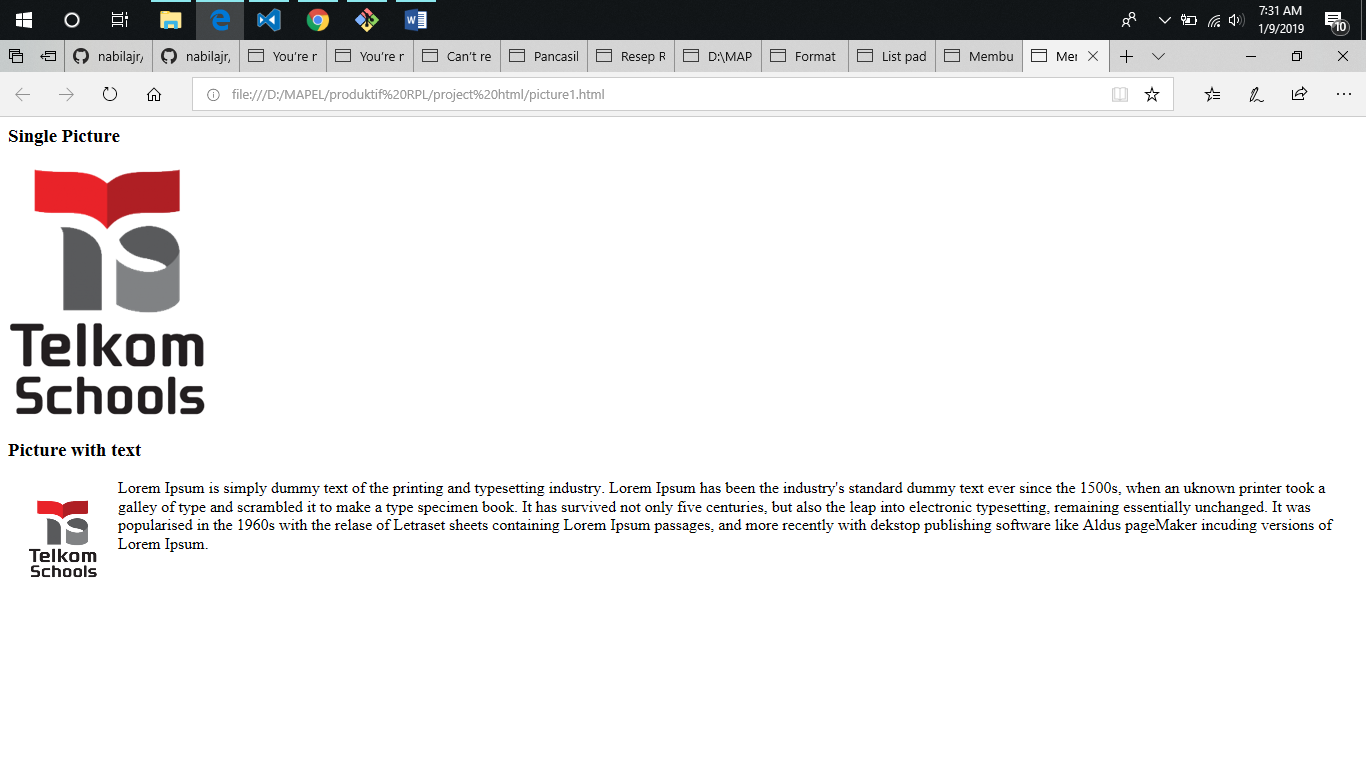 7:31 AM
1/9/2019
10
nabilajr/
nabilajr,
You're r
You're r
Can't re
Pancasil
Resep R
D:\MAP
Format
List pad
Membu
Mer
file:///D:/MAPEL/produktif%20RPL/project%20html/picture1.html
Single Picture
Telkom
Schools
Picture with text
Lorem Ipsum is simply dummy text of the printing and typesetting industry. Lorem Ipsum has been the industry's standard dummy text ever since the 1500s, when an uknown printer took a
galley of type and scrambled it to make a type specimen book. It has survived not only five centuries, but also the leap into electronic typesetting, remaining essentially unchanged. It was
popularised in the 1960s with the relase of Letraset sheets containing Lorem Ipsum passages, and more recently with dekstop publishing software like Aldus pageMaker incuding versions of
Lorem Ipsum.
Telkom
Schools